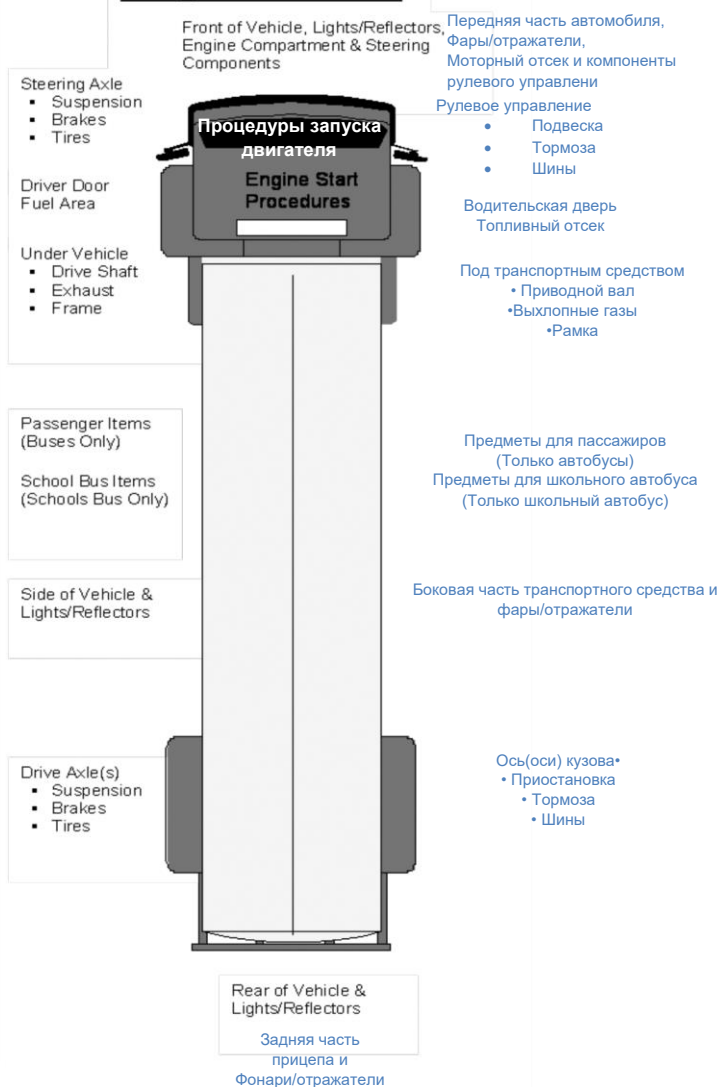 Front of Vehicle, Lights/Reflectors,
Engine Compartment & Steering
Components
Передняя часть автомобиля,
Фары/отражатели,
Моторный отсек и компоненты
рулевого управлени
Steering Axle
▪ Suspension
▪ Brakes
▪ Tires
Рулевое управление
• Подвеска
• Тормоза
• Шины
Процедуры запуска
двигателя
Engine Start
Procedures
Driver Door
Fuel Area
Водительская дверь
Топливный отсек
Under Vehicle
▪ Drive Shaft
▪ Exhaust
▪ Frame
Под транспортным средством
• Приводной вал
•Выхлопные газы
•Рамка
Passenger Items
(Buses Only)
School Bus Items
(Schools Bus Only)
Предметы для пассажиров
(Только автобусы)
Предметы для школьного автобуса
(Только школьный автобус)
Side of Vehicle &
Lights/Reflectors
Боковая часть транспортного средства и
фары/отражатели
Drive Axle(s)
▪ Suspension
▪ Brakes
▪ Tires
Ось(оси) кузова•
• Приостановка
• Тормоза
• Шины
Rear of Vehicle &
Lights/Reflectors
Задняя часть
прицепа и
Фонари/отражатели